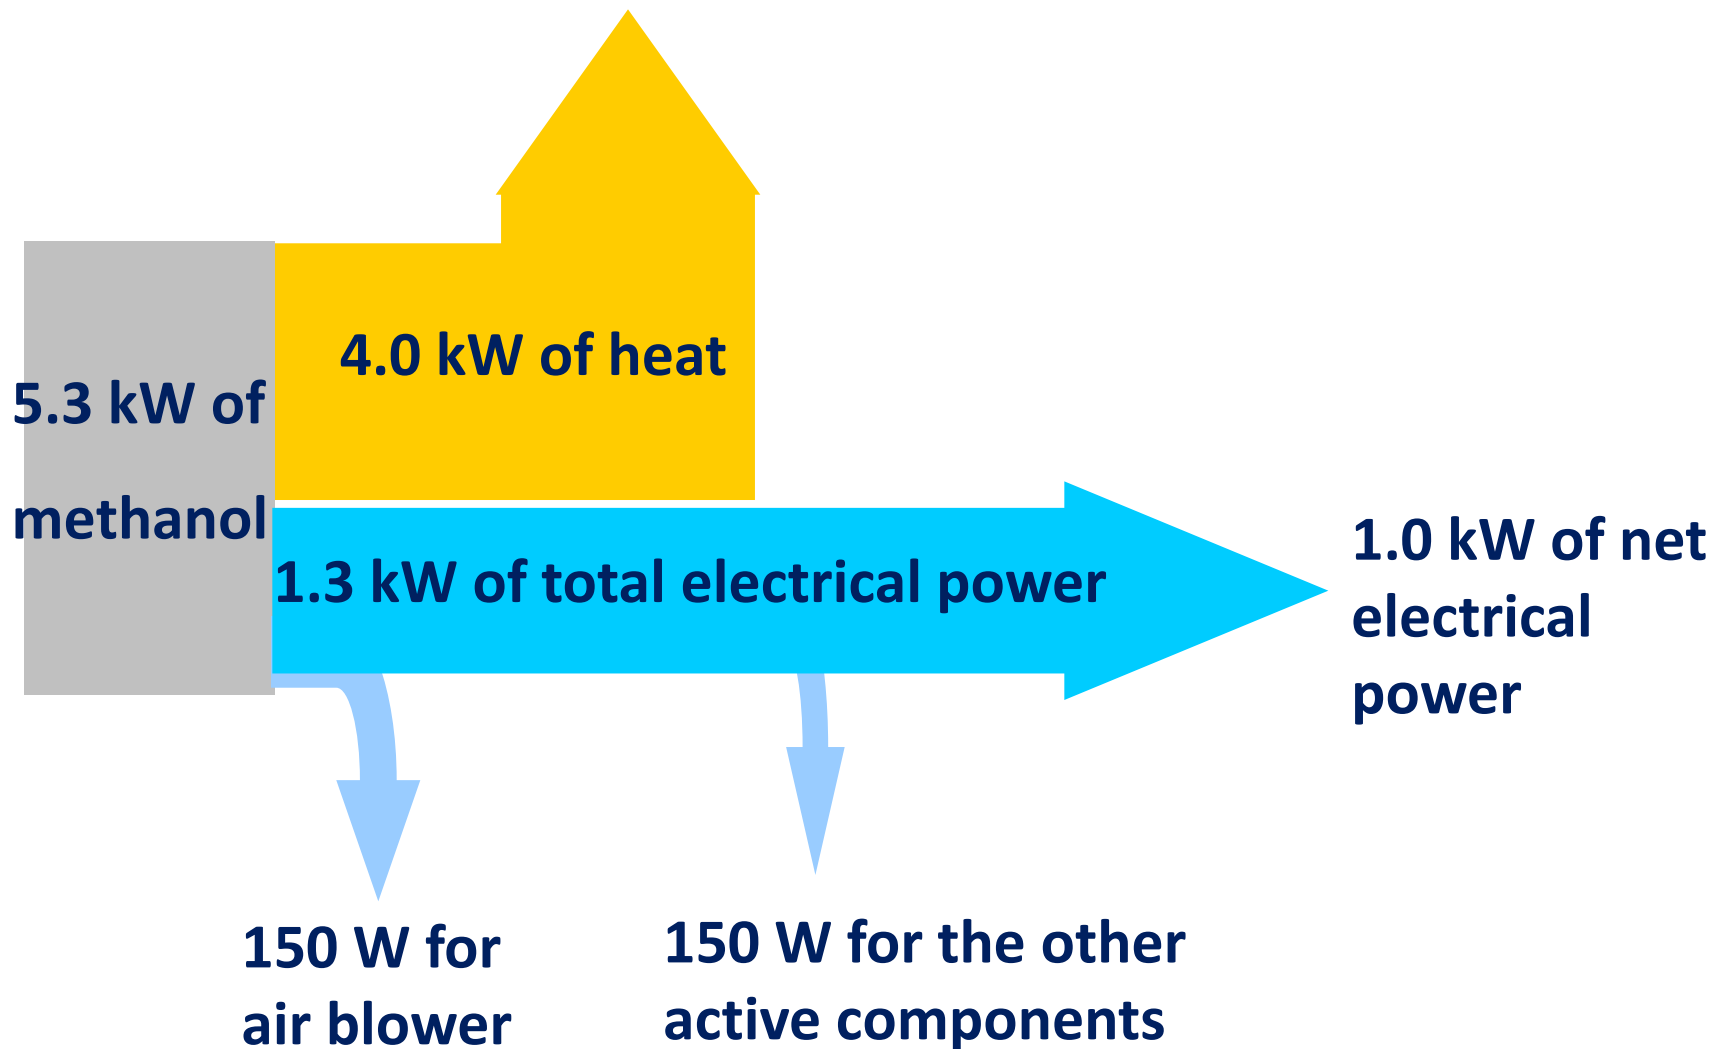 4.0 kW of heat
5.3 kW of
methanol
1.3 kW of total electrical power
1.0 kW of net
electrical
power
150 W for
air blower
150 W for the other
active components